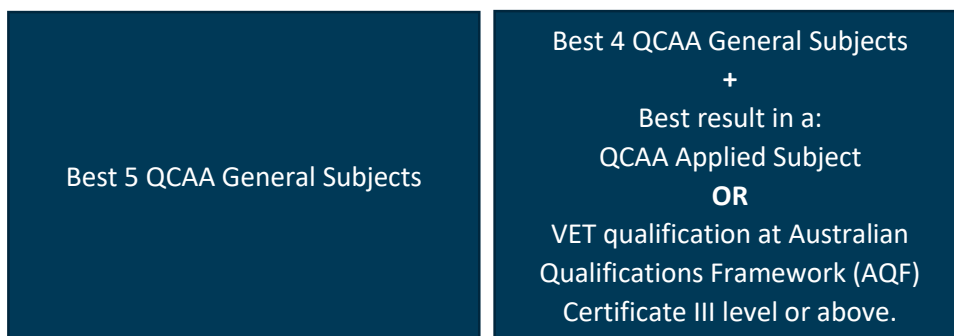 Best 5 QCAA General Subjects
Best 4 QCAA General Subjects
+
Best result in a:
QCAA Applied Subject
OR
VET qualification at Australian
Qualifications Framework (AQF)
Certificate III level or above.